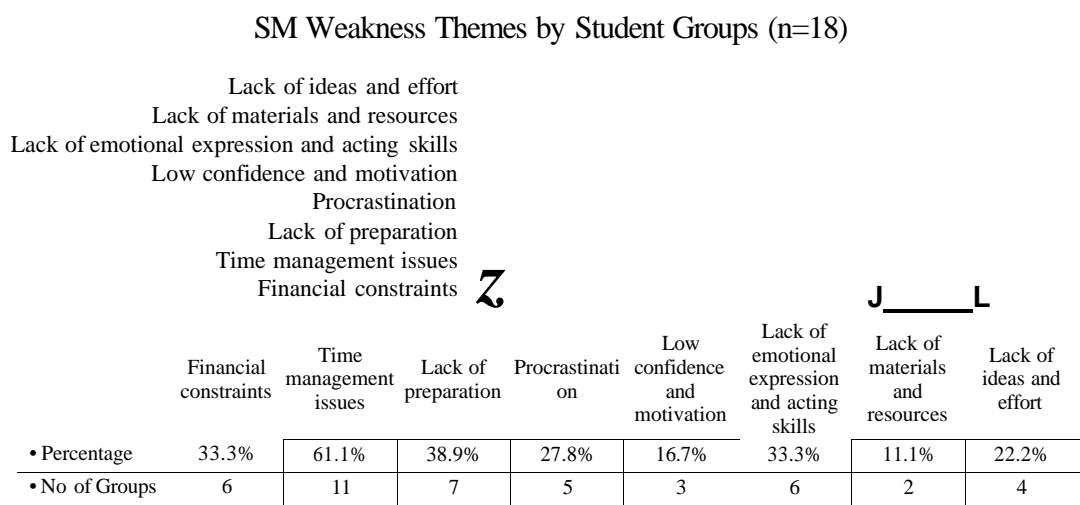 SM Weakness Themes by Student Groups (n=18)
Lack of ideas and effort
Lack of materials and resources
Lack of emotional expression and acting skills
Low confidence and motivation
Procrastination
Lack of preparation
Time management issues
Financial constraints z
J_____L
Financial constraints
Time management issues
Lack of preparation
Procrastinati on
Low confidence and motivation
Lack of emotional expression and acting skills
Lack of materials and resources
Lack of ideas and effort
• Percentage 33.3% 61.1% 38.9% 27.8% 16.7% 33.3% 11.1% 22.2%
• No of Groups 6 11 7 5 3 6 2 4